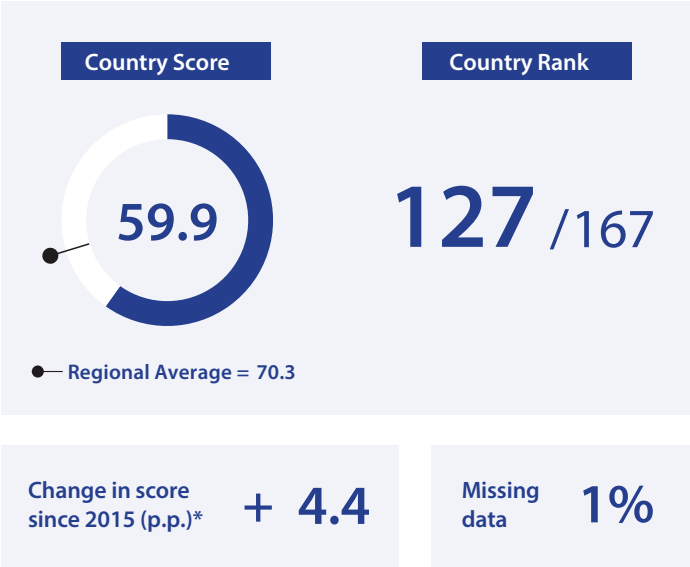 Country Score
Country Rank
59.9
127 /167
Regional Average = 70.3
Change in score
since 2015 (p.p.)*
+ 4.4
Missing
data
1%